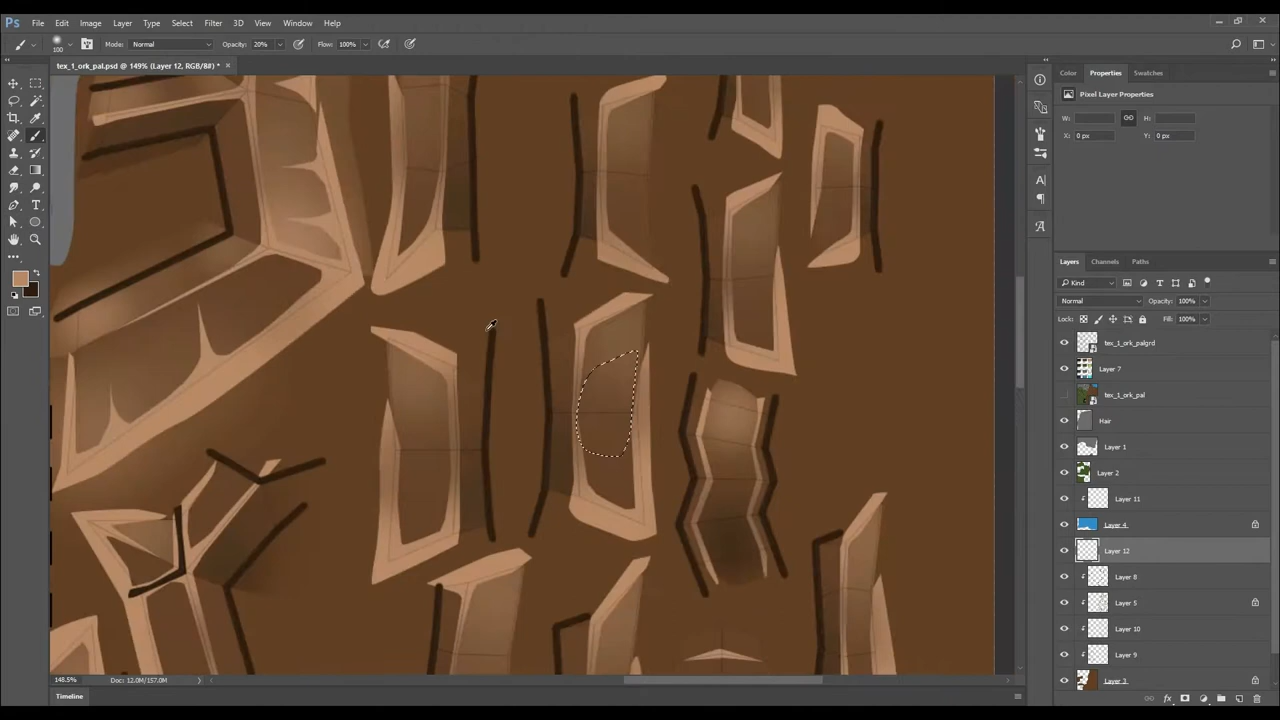 Ps File Edit Image Layer Type Select Filter 3D View Window Help
100 Mode: Normal Opacity: 20% Flow: 100%
tex_1_ork_pal.psd @ 149% (Layer 12, RGB/8#) * ×
Color Properties Swatches
Pixel Layer Properties
W: H:
X: 0 px Y: 0 px
Layers Channels Paths
Kind
Normal Opacity: 100%
Lock: Fill: 100%
tex_1_ork_palgrd
Layer 7
tex_1_ork_pal
Hair
Layer 1
Layer 2
Layer 11
Layer 4
Layer 12
Layer 8
Layer 5
Layer 10
Layer 9
Layer 3
148.5% Doc: 12.0M/157.0M
Timeline